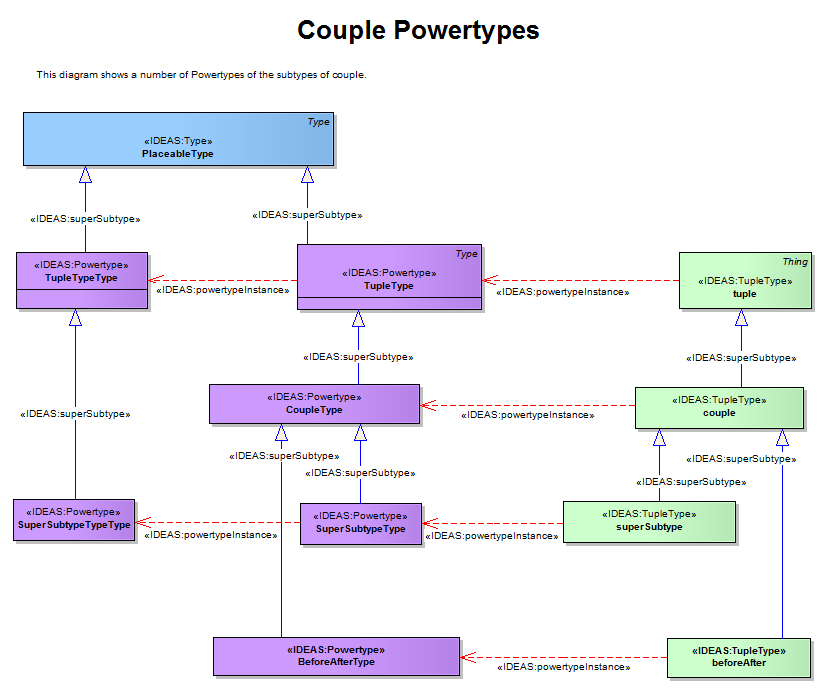 Couple Powertypes
This diagram shows a number of Powertypes of the subtypes of couple.
Type
«IDEAS:Type»
PlaceableType
«IDEAS:superSubtype»
«IDEAS:superSubtype»
«IDEAS:Powertype»
TupleTypeType
«IDEAS:powertypeInstance»
Type
«IDEAS:Powertype»
TupleType
«IDEAS:powertypeInstance»
Thing
«IDEAS:TupleType»
tuple
«IDEAS:superSubtype»
«IDEAS:superSubtype»
«IDEAS:superSubtype»
«IDEAS:Powertype»
CoupleType
«IDEAS:powertypeInstance»
«IDEAS:TupleType»
couple
«IDEAS:superSubtype»
«IDEAS:superSubtype»
«IDEAS:superSubtype»
«IDEAS:superSubtype»
«IDEAS:Powertype»
SuperSubtypeTypeType
«IDEAS:powertypeInstance»
«IDEAS:Powertype»
SuperSubtypeType
«IDEAS:powertypeInstance»
«IDEAS:TupleType»
superSubtype
«IDEAS:Powertype»
BeforeAfterType
«IDEAS:powertypeInstance»
«IDEAS:TupleType»
beforeAfter